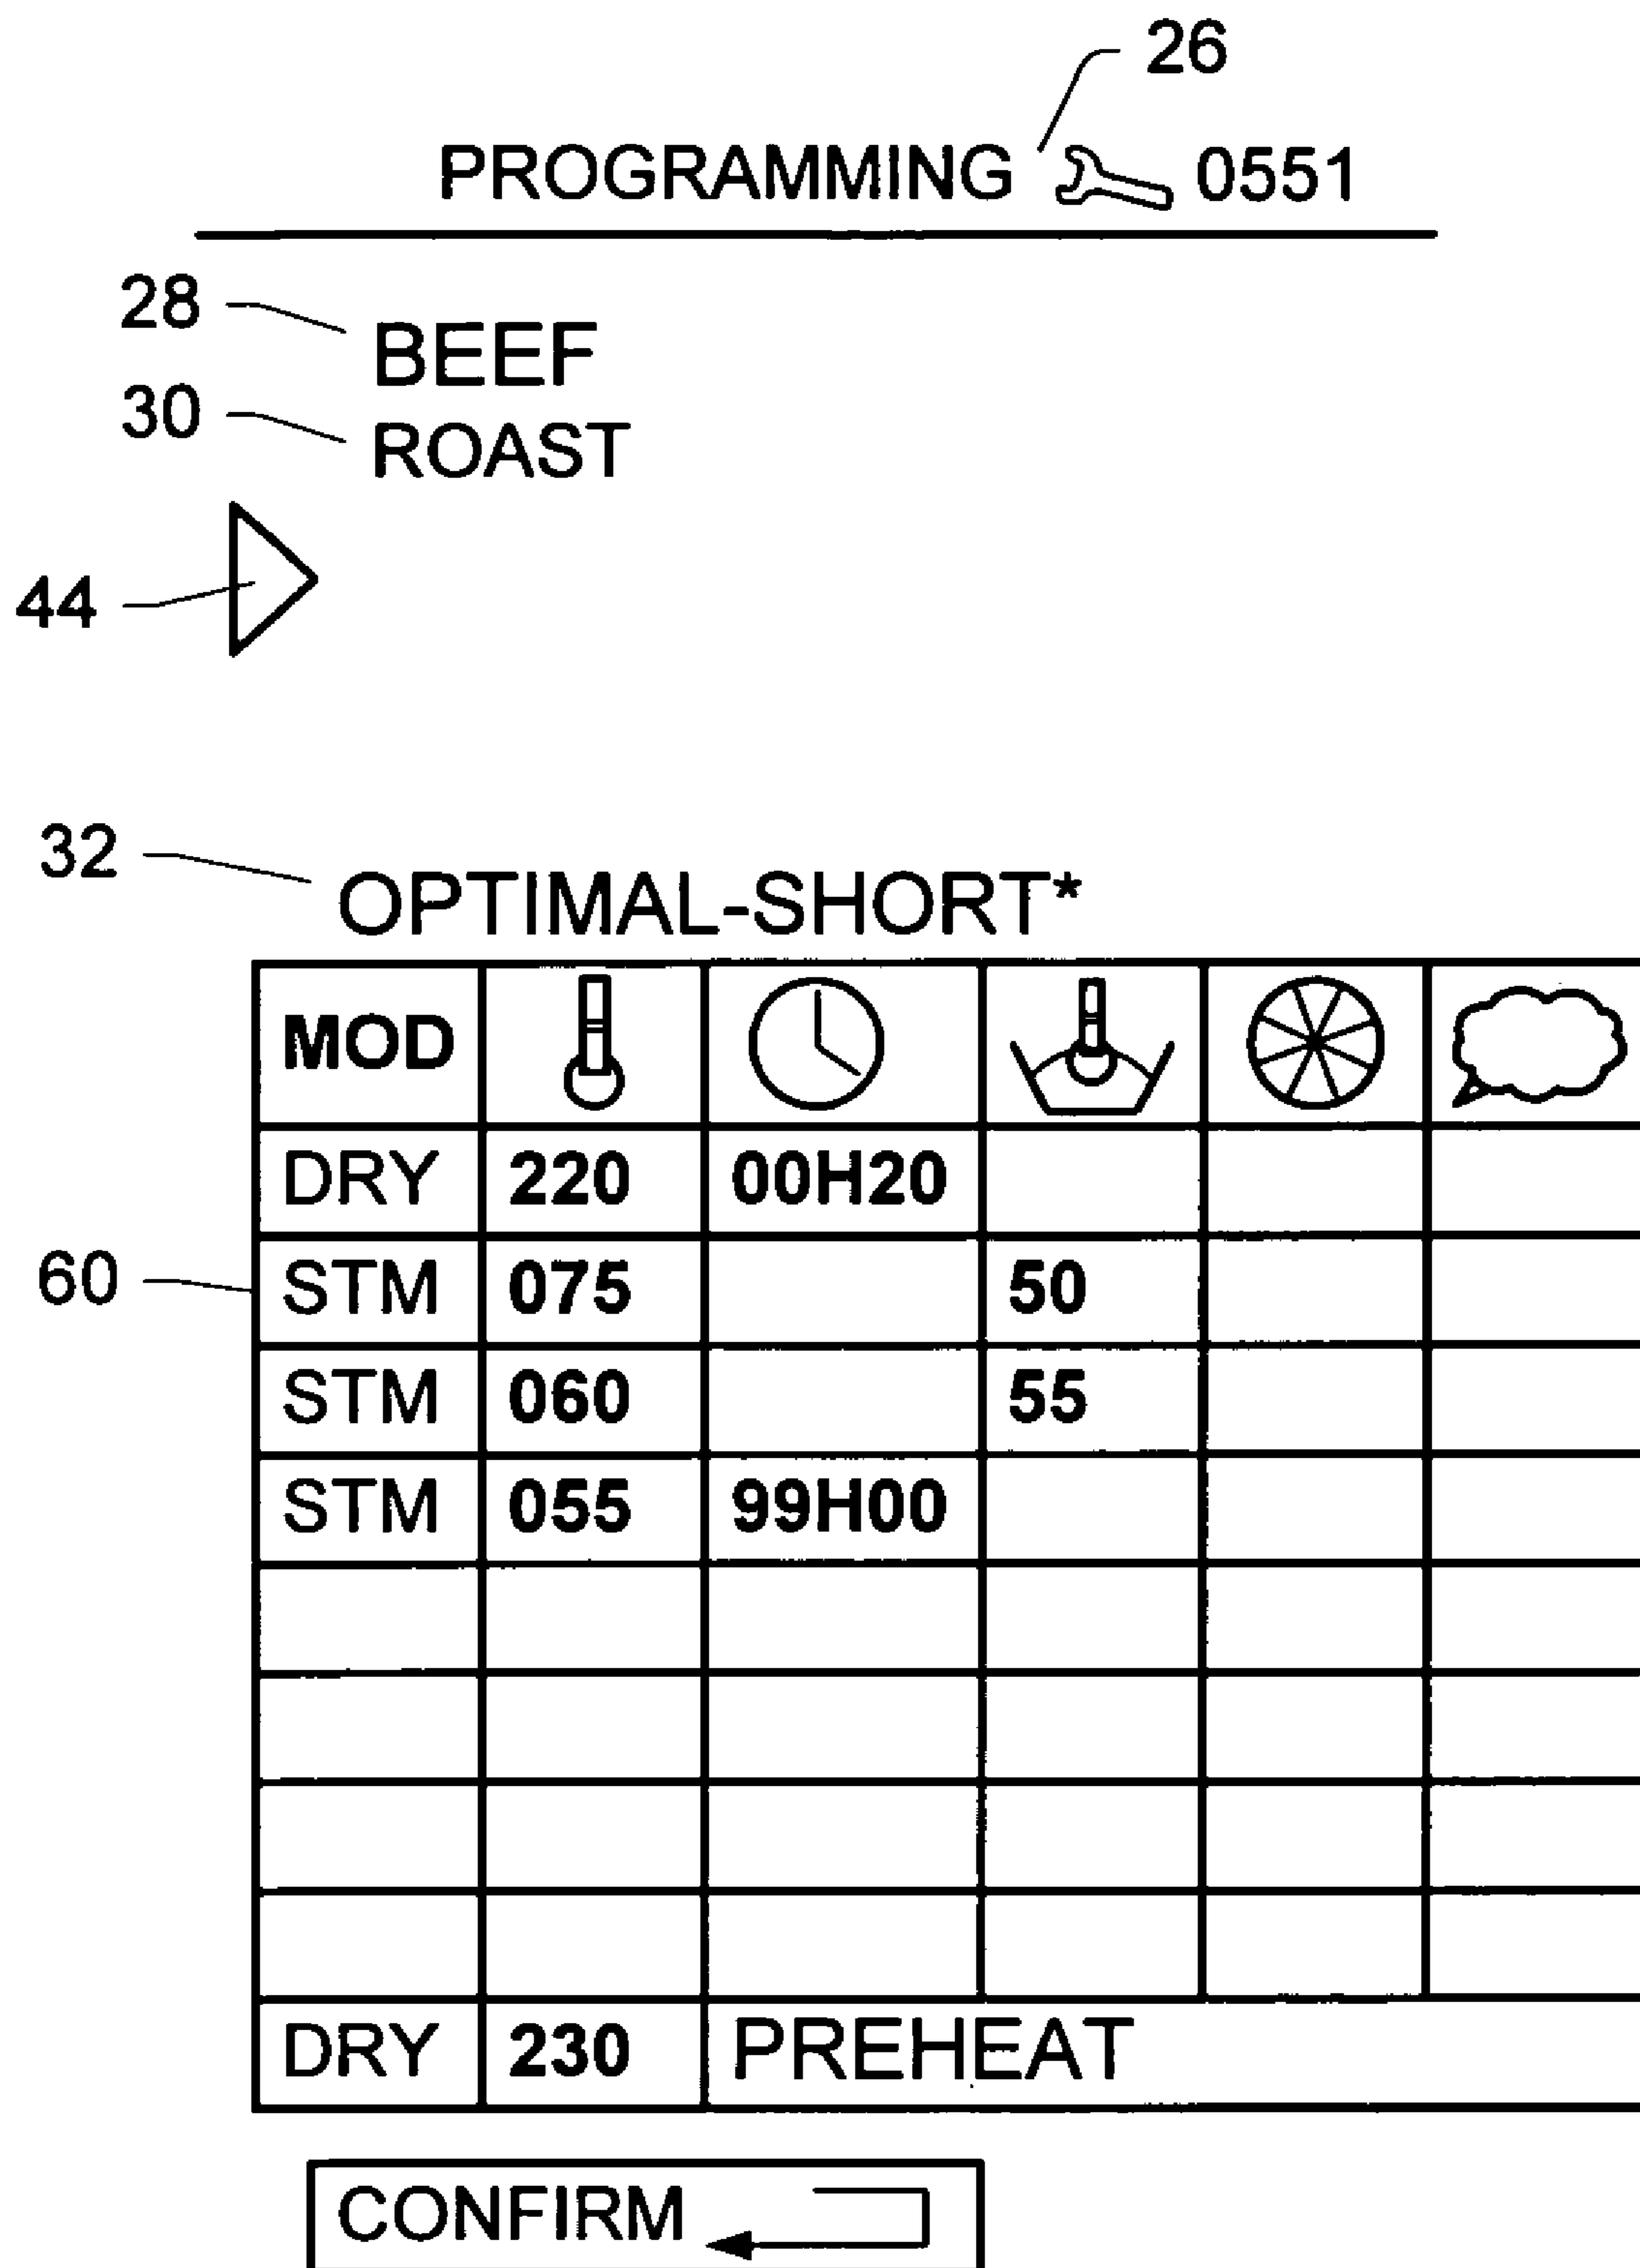 26
PROGRAMMING 0551
28
BEEF
30
ROAST
44
32
OPTIMAL-SHORT*
MOD
DRY 220 00H20
60
STM 075 50
STM 060 55
STM 055 99H00
DRY 230 PREHEAT
CONFIRM